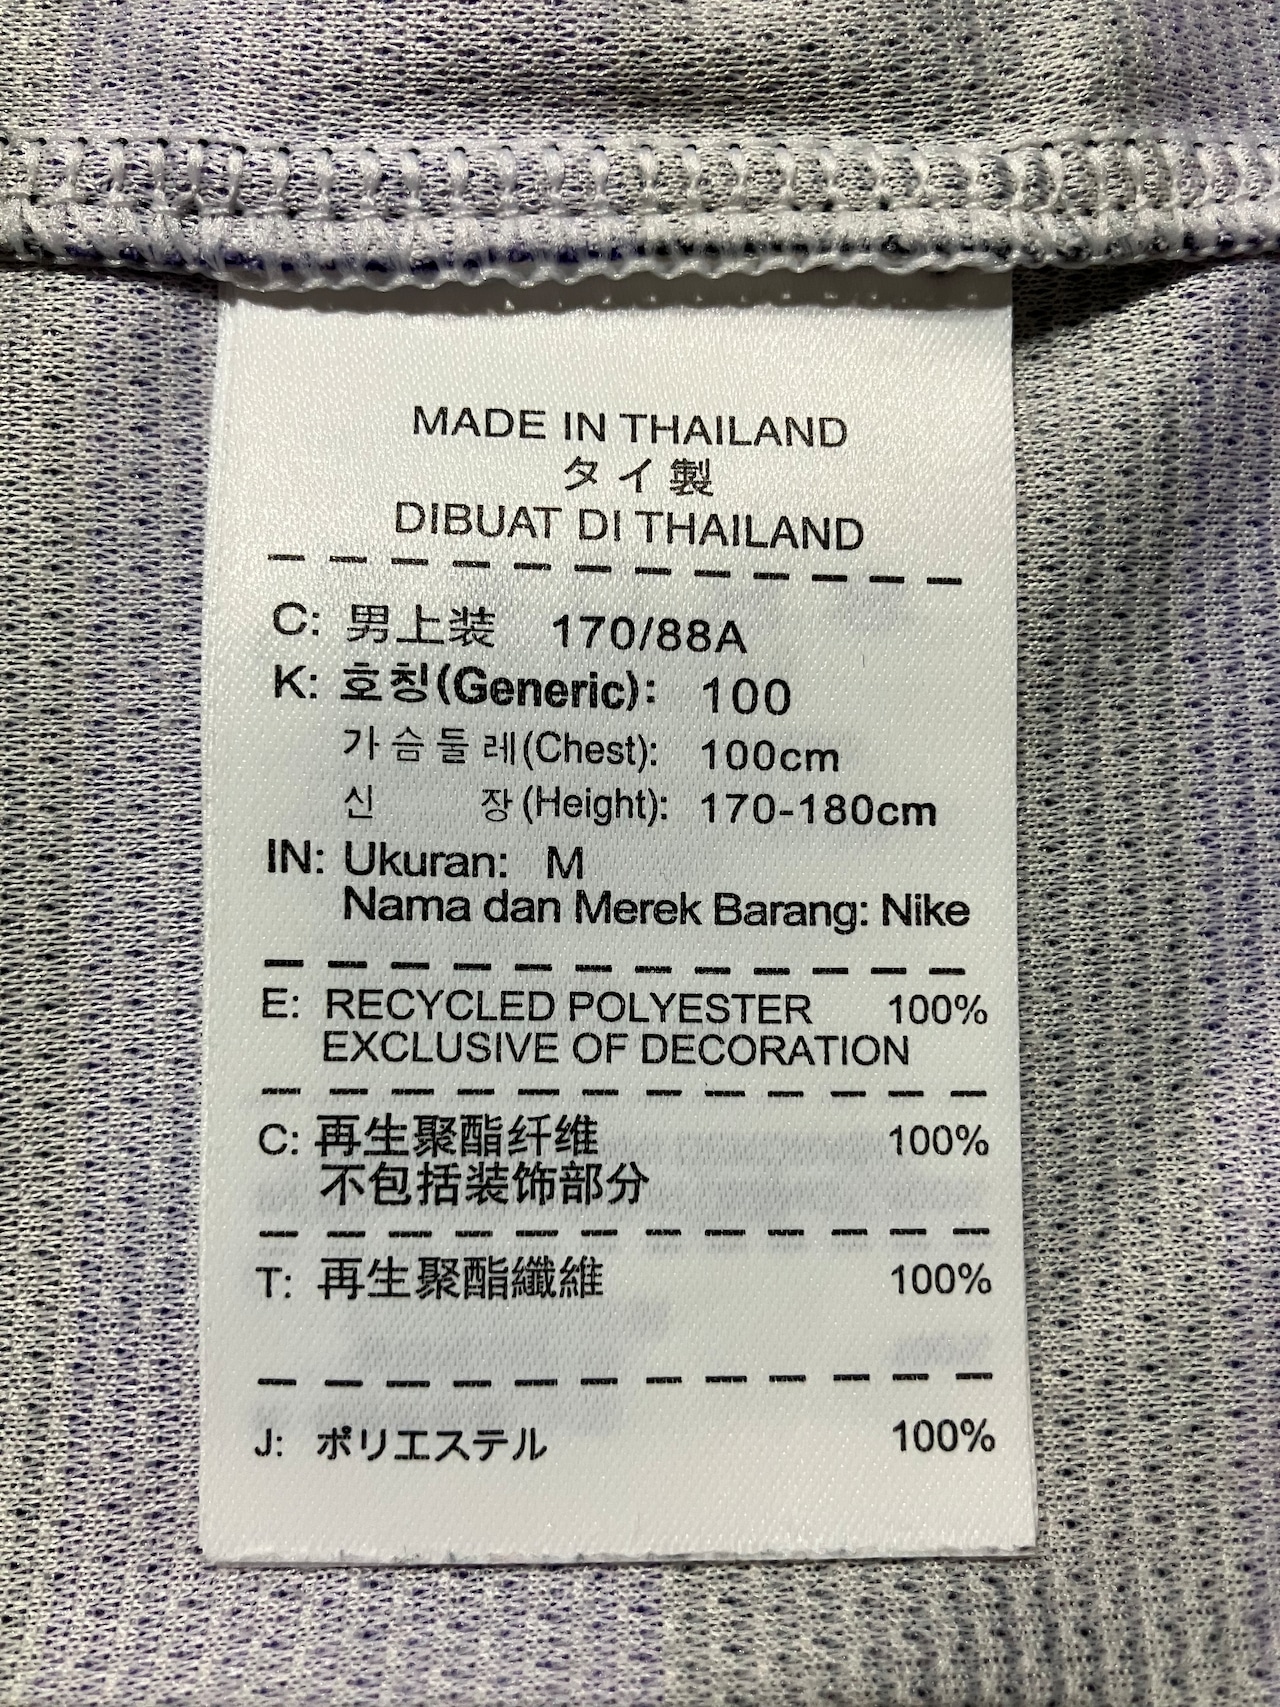 MADE IN THAILAND
タイ製
DIBUAT DI THAILAND
C: 男上装 170/88A
K: 호칭(Generic): 100
가슴둘레(Chest): 100cm
신 장(Height): 170-180cm
IN: Ukuran: M
Nama dan Merek Barang: Nike
E: RECYCLED POLYESTER 100%
EXCLUSIVE OF DECORATION
C: 再生聚酯纤维 100%
不包括装饰部分
T: 再生聚酯纖維 100%
J: ポリエステル 100%